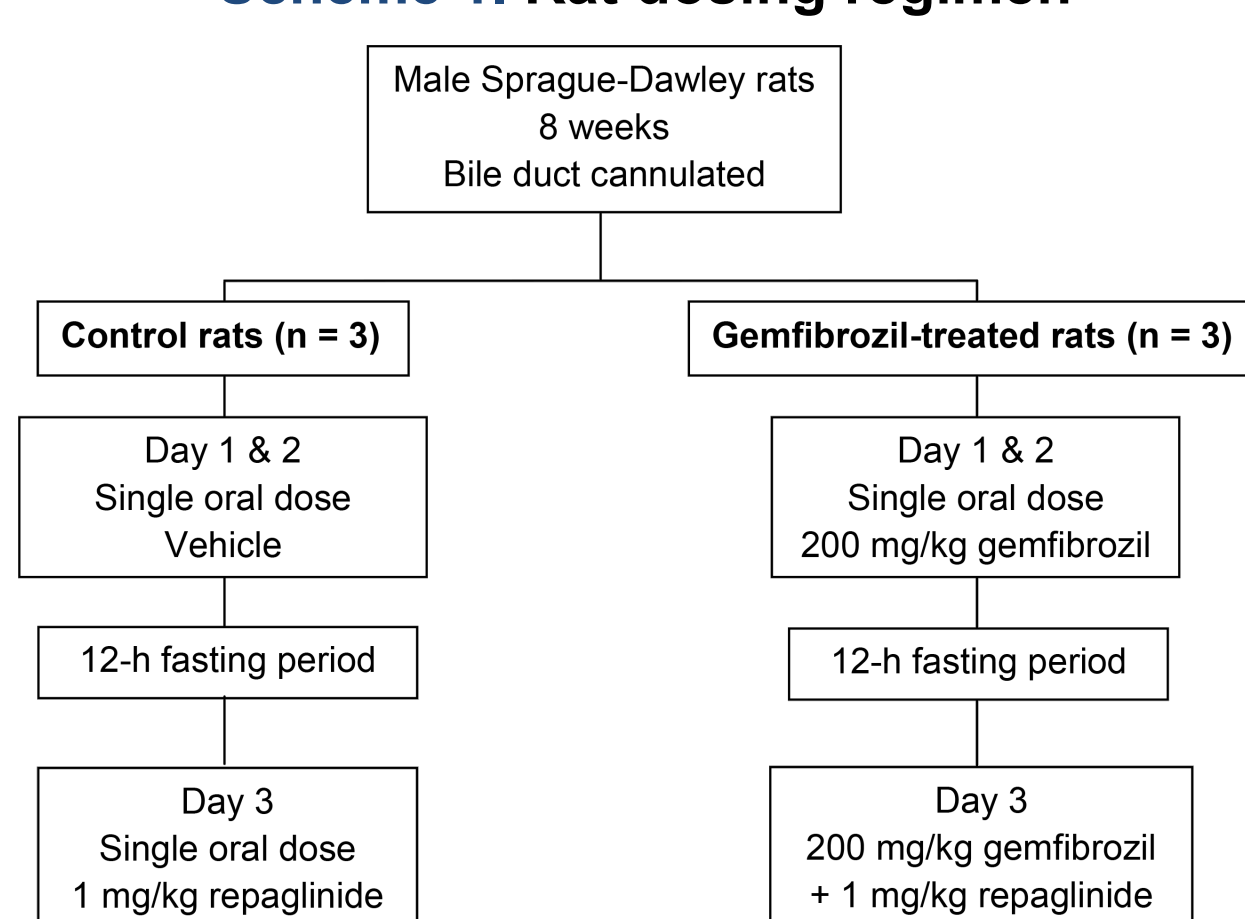 Scheme 1. Rat dosing regimen
Male Sprague-Dawley rats
8 weeks
Bile duct cannulated
Control rats (n = 3)
Day 1 & 2
Single oral dose
Vehicle
12-h fasting period
Day 3
Single oral dose
1 mg/kg repaglinide
Gemfibrozil-treated rats (n = 3)
Day 1 & 2
Single oral dose
200 mg/kg gemfibrozil
12-h fasting period
Day 3
200 mg/kg gemfibrozil
+ 1 mg/kg repaglinide